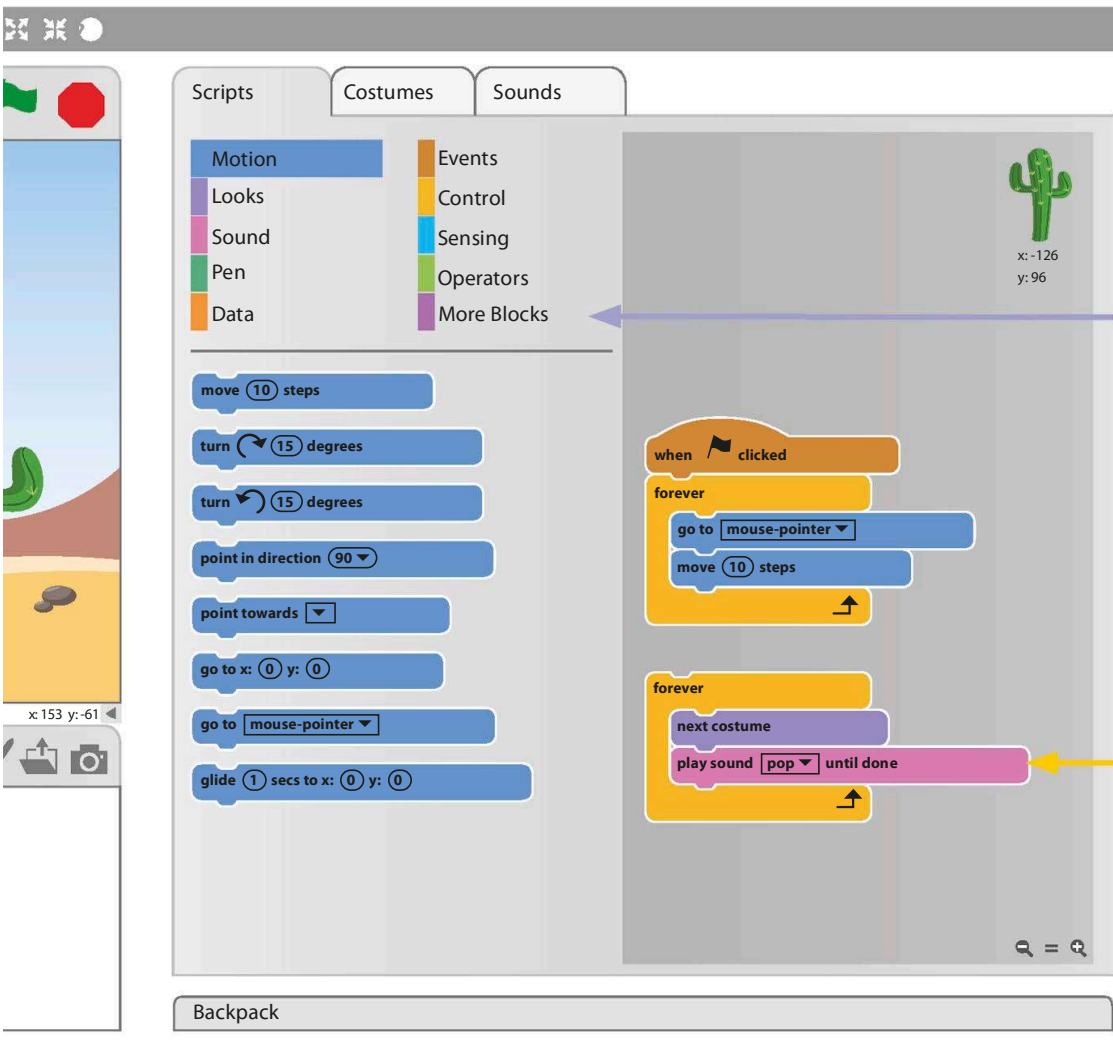 Scripts
Costumes
Sounds
Motion
Looks
Sound
Pen
Data
Events
Control
Sensing
Operators
More Blocks
x: -126
y: 96
move 10 steps
turn 15 degrees
turn 15 degrees
point in direction 90
point towards
go to x: 0 y: 0
go to mouse-pointer
glide 1 secs to x: 0 y: 0
when clicked
forever
go to mouse-pointer
move 10 steps
forever
next costume
play sound pop until done
x: 153 y: -61
Backpack